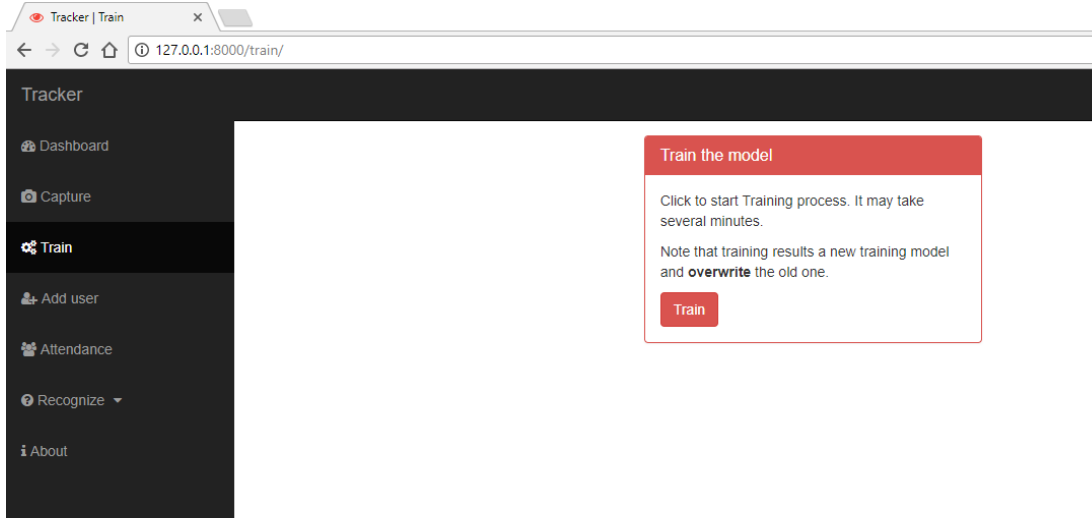 Tracker | Train
127.0.0.1:8000/train/
Tracker
Dashboard
Capture
Train
Add user
Attendance
Recognize
About
Train the model
Click to start Training process. It may take
several minutes.
Note that training results a new training model
and overwrite the old one.
Train